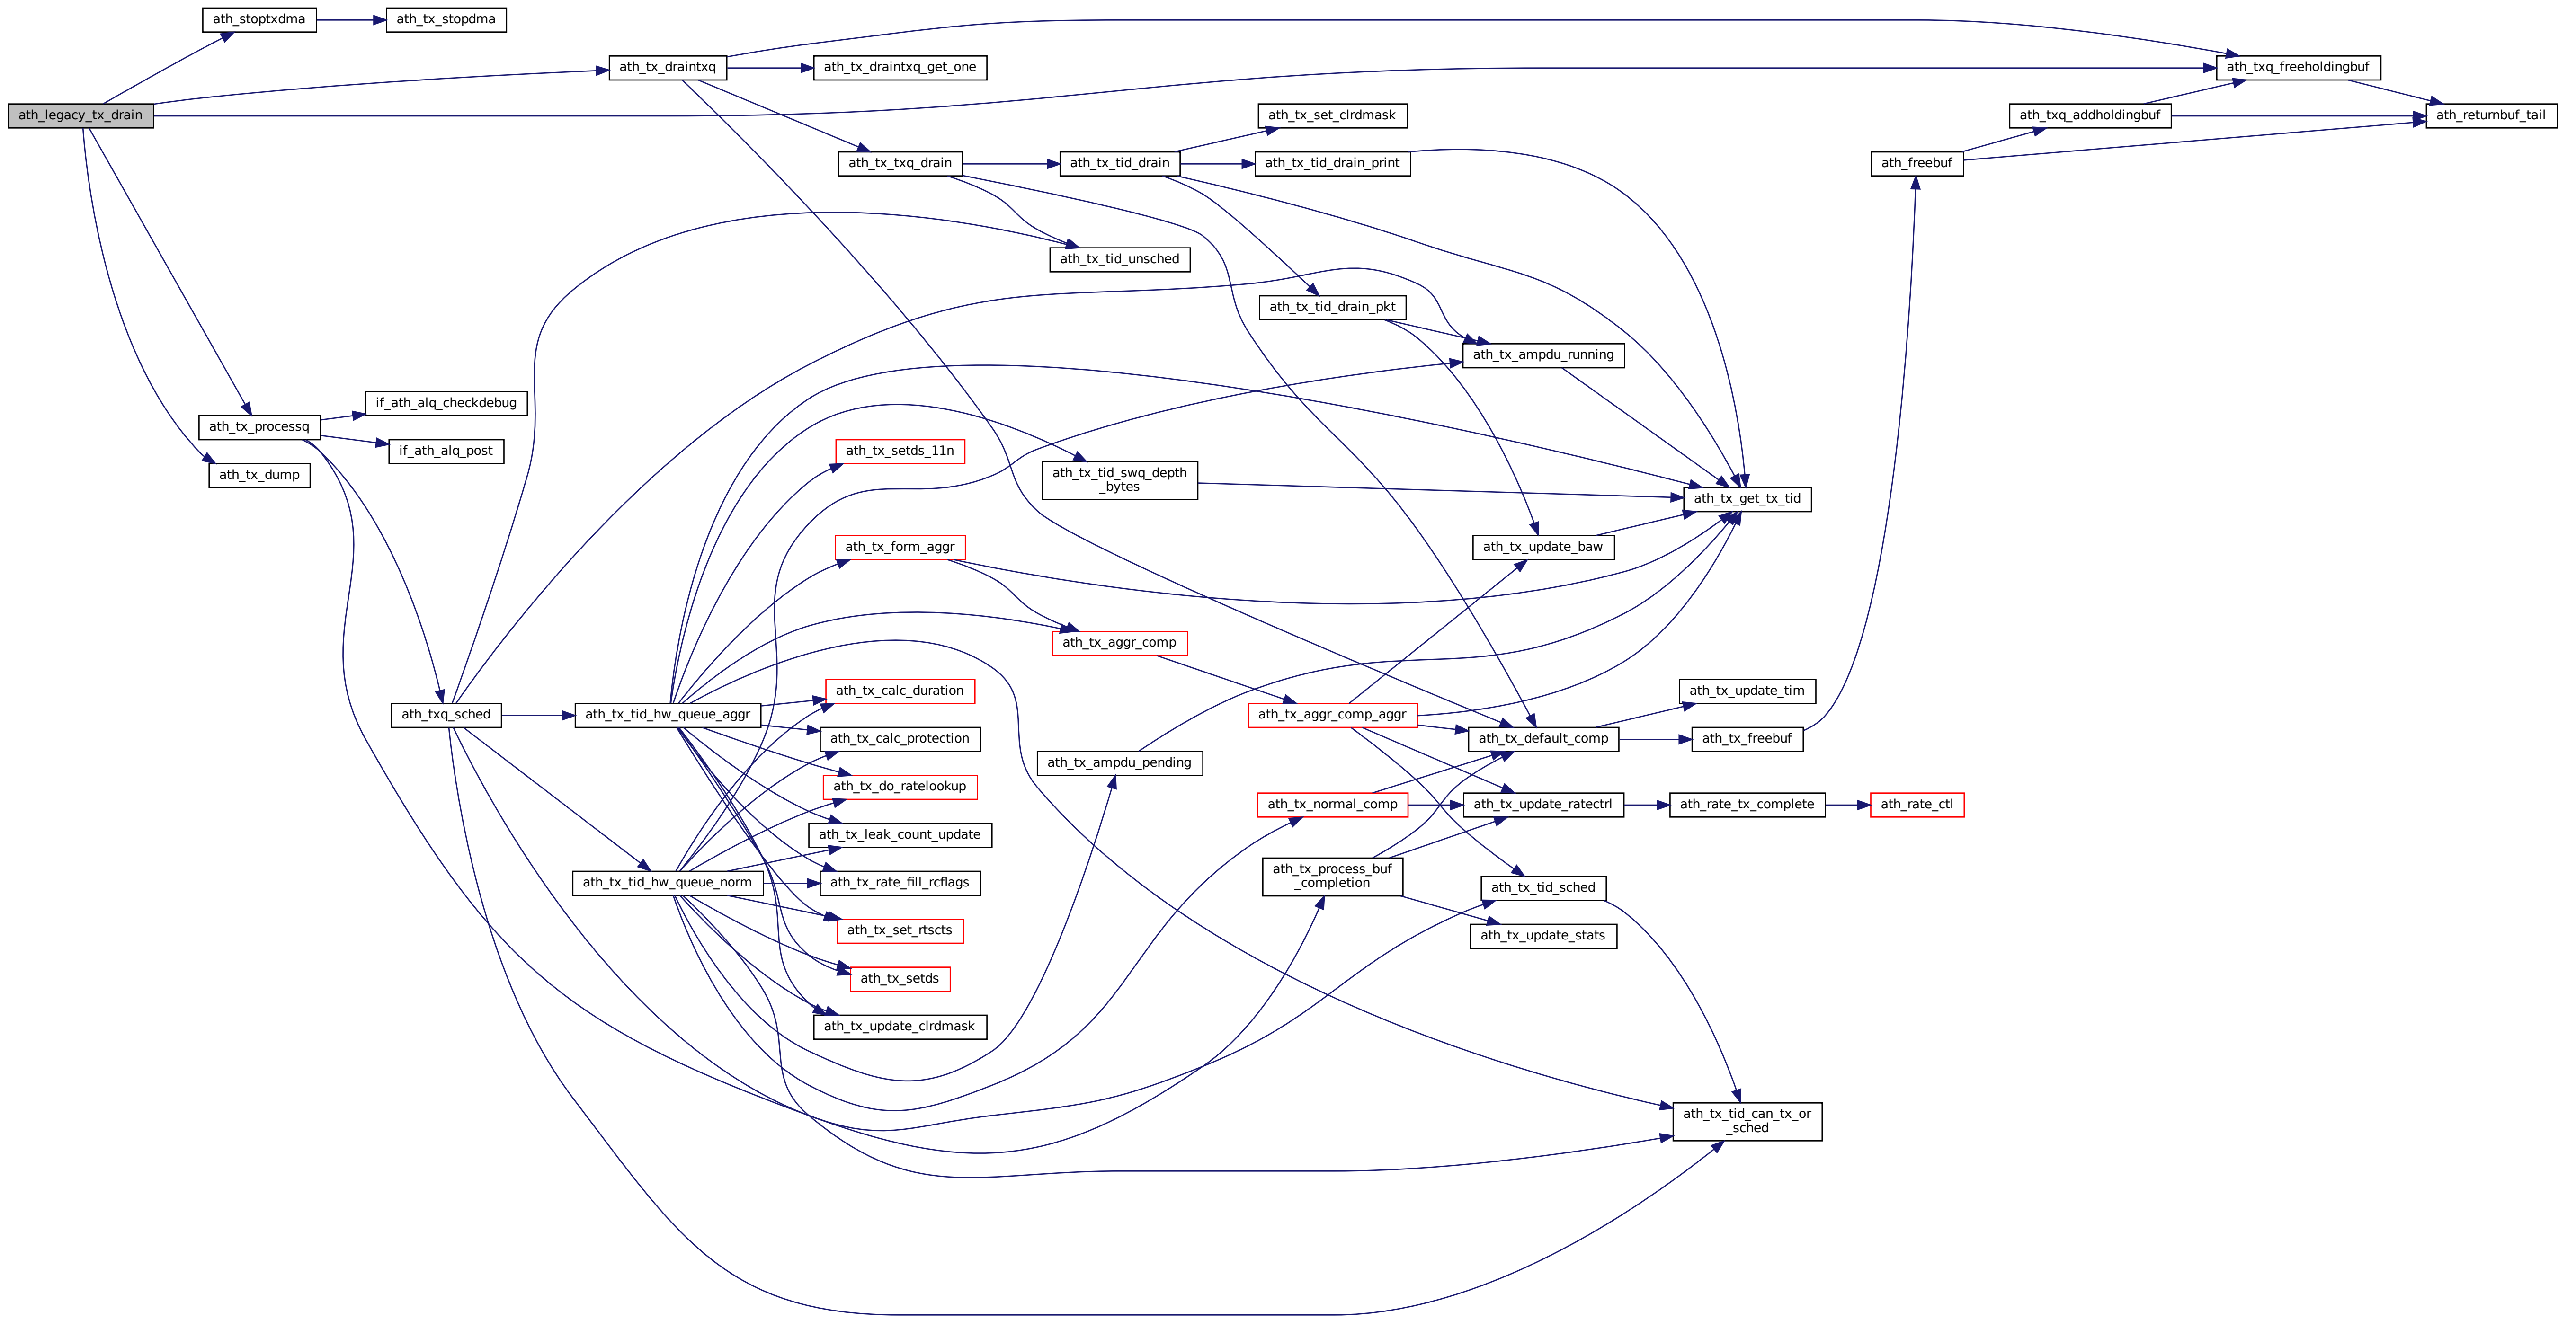 ath_legacy_tx_drain
ath_stoptxdma
ath_tx_stopdma
ath_tx_draintxq
ath_tx_draintxq_get_one
ath_txq_freeholdingbuf
ath_returnbuf_tail
ath_txq_addholdingbuf
ath_freebuf
ath_tx_txq_drain
ath_tx_tid_drain
ath_tx_set_clrdmask
ath_tx_tid_drain_print
ath_tx_tid_unsched
ath_tx_tid_drain_pkt
ath_tx_ampdu_running
ath_tx_processq
if_ath_alq_checkdebug
if_ath_alq_post
ath_tx_dump
ath_tx_setds_11n
ath_tx_tid_swq_depth
_bytes
ath_tx_get_tx_tid
ath_tx_form_aggr
ath_tx_update_baw
ath_tx_aggr_comp
ath_txq_sched
ath_tx_tid_hw_queue_aggr
ath_tx_calc_duration
ath_tx_calc_protection
ath_tx_do_ratelookup
ath_tx_leak_count_update
ath_tx_tid_hw_queue_norm
ath_tx_rate_fill_rcflags
ath_tx_set_rtscts
ath_tx_setds
ath_tx_update_clrdmask
ath_tx_ampdu_pending
ath_tx_aggr_comp_aggr
ath_tx_default_comp
ath_tx_update_tim
ath_tx_freebuf
ath_tx_normal_comp
ath_tx_update_ratectrl
ath_rate_tx_complete
ath_rate_ctl
ath_tx_process_buf
_completion
ath_tx_tid_sched
ath_tx_update_stats
ath_tx_tid_can_tx_or
_sched